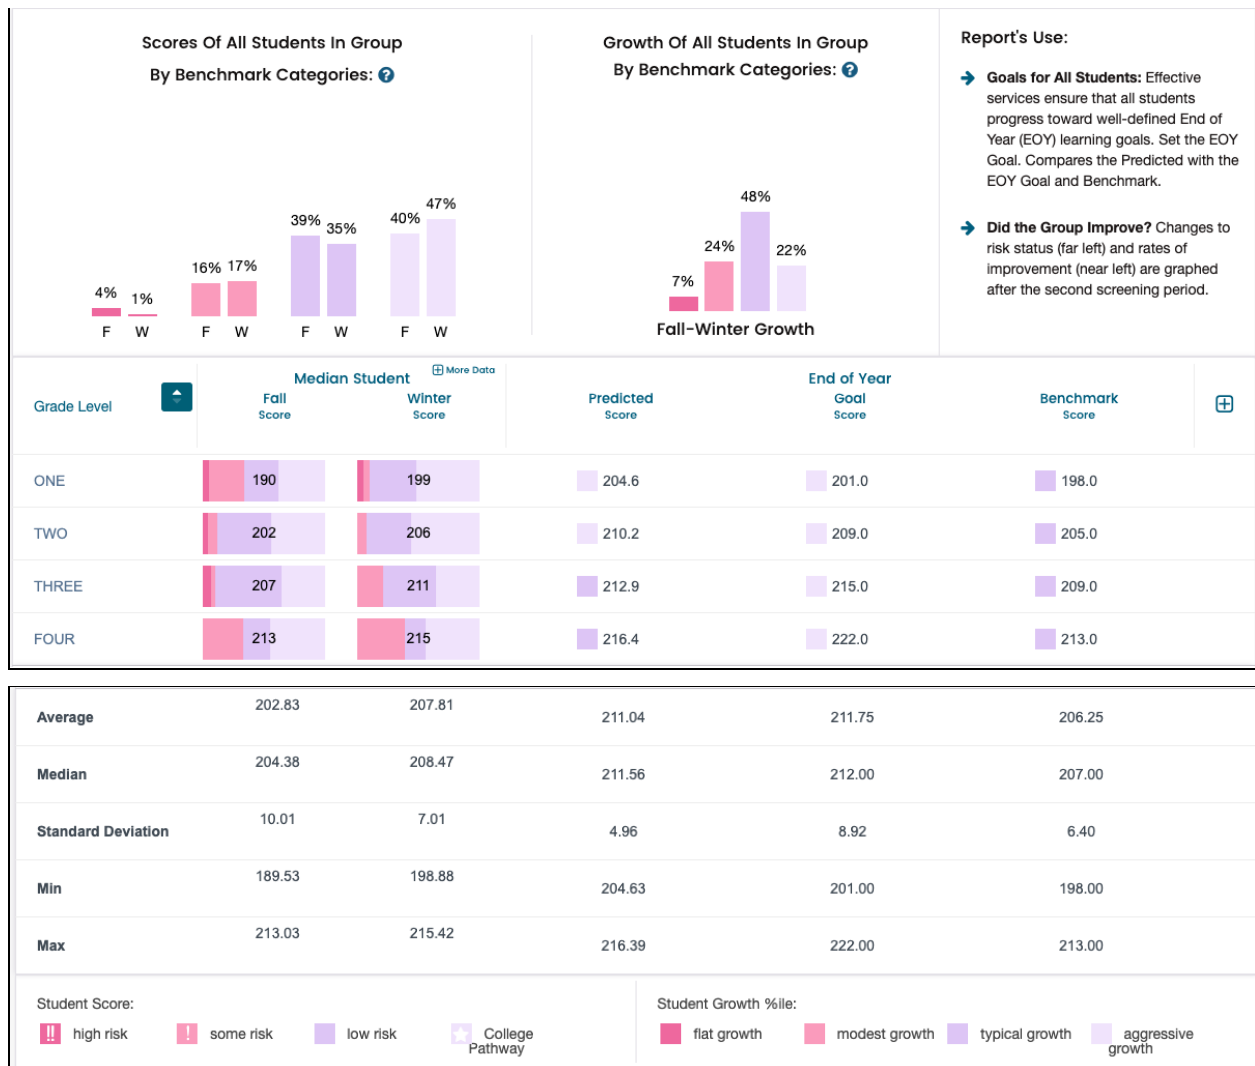 Scores Of All Students In Group
By Benchmark Categories: ?
4% 1% 16% 17% 39% 35% 40% 47%
F W F W F W F W
Growth Of All Students In Group
By Benchmark Categories: ?
7% 24% 48% 22%
Fall-Winter Growth
Report's Use:
Goals for All Students: Effective
services ensure that all students
progress toward well-defined End of
Year (EOY) learning goals. Set the EOY
Goal. Compares the Predicted with the
EOY Goal and Benchmark.
Did the Group Improve? Changes to
risk status (far left) and rates of
improvement (near left) are graphed
after the second screening period.
Grade Level
Median Student More Data
Fall Winter
Score Score
End of Year
Predicted Goal Benchmark
Score Score Score
ONE 190 199 204.6 201.0 198.0
TWO 202 206 210.2 209.0 205.0
THREE 207 211 212.9 215.0 209.0
FOUR 213 215 216.4 222.0 213.0
Average 202.83 207.81 211.04 211.75 206.25
Median 204.38 208.47 211.56 212.00 207.00
Standard Deviation 10.01 7.01 4.96 8.92 6.40
Min 189.53 198.88 204.63 201.00 198.00
Max 213.03 215.42 216.39 222.00 213.00
Student Score:
!! high risk ! some risk low risk College
Pathway
Student Growth %ile:
flat growth modest growth typical growth aggressive
growth